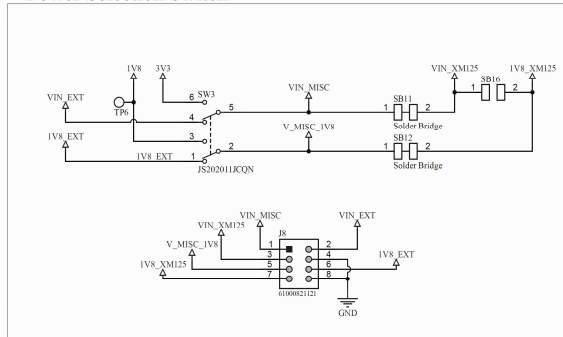 1V8 3V3
VIN_XM125 1V8_XM125
SB16
1 2
VIN_EXT
TP6
6 SW3
5
4
VIN_MISC
SB11
1 2
Solder Bridge
1V8_EXT
3
V_MISC_1V8
SB12
1 2
Solder Bridge
1V8_EXT 1
2
JS202011JCQN
VIN_MISC
VIN_EXT
VIN_XM125
J8
V_MISC_1V8
1V8_EXT
1V8_XM125
1 2
3 4
5 6
7 8
61000821121
GND